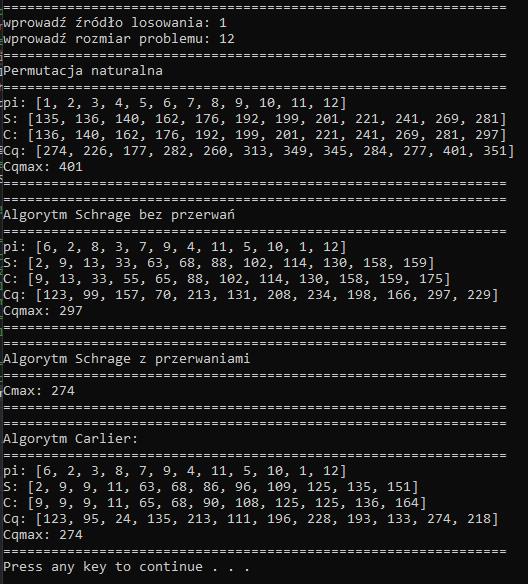 ==============================================================
wprowadź źródło losowania: 1
wprowadź rozmiar problemu: 12
==============================================================
Permutacja naturalna
==============================================================
pi: [1, 2, 3, 4, 5, 6, 7, 8, 9, 10, 11, 12]
S: [135, 136, 140, 162, 176, 192, 199, 201, 221, 241, 269, 281]
C: [136, 140, 162, 176, 192, 199, 201, 221, 241, 269, 281, 297]
Cq: [274, 226, 177, 282, 260, 313, 349, 345, 284, 277, 401, 351]
Cqmax: 401
==============================================================
==============================================================
Algorytm Schrage bez przerwań
==============================================================
pi: [6, 2, 8, 3, 7, 9, 4, 11, 5, 10, 1, 12]
S: [2, 9, 13, 33, 63, 68, 88, 102, 114, 130, 158, 159]
C: [9, 13, 33, 55, 65, 88, 102, 114, 130, 158, 159, 175]
Cq: [123, 99, 157, 70, 213, 131, 208, 234, 198, 166, 297, 229]
Cqmax: 297
==============================================================
==============================================================
Algorytm Schrage z przerwaniami
==============================================================
Cmax: 274
==============================================================
==============================================================
Algorytm Carlier:
==============================================================
pi: [6, 2, 3, 8, 7, 9, 4, 11, 5, 10, 1, 12]
S: [2, 9, 9, 11, 63, 68, 86, 96, 109, 125, 135, 151]
C: [9, 9, 9, 11, 65, 68, 90, 108, 125, 125, 136, 164]
Cq: [123, 95, 24, 135, 213, 111, 196, 228, 193, 133, 274, 218]
Cqmax: 274
==============================================================
Press any key to continue . . .